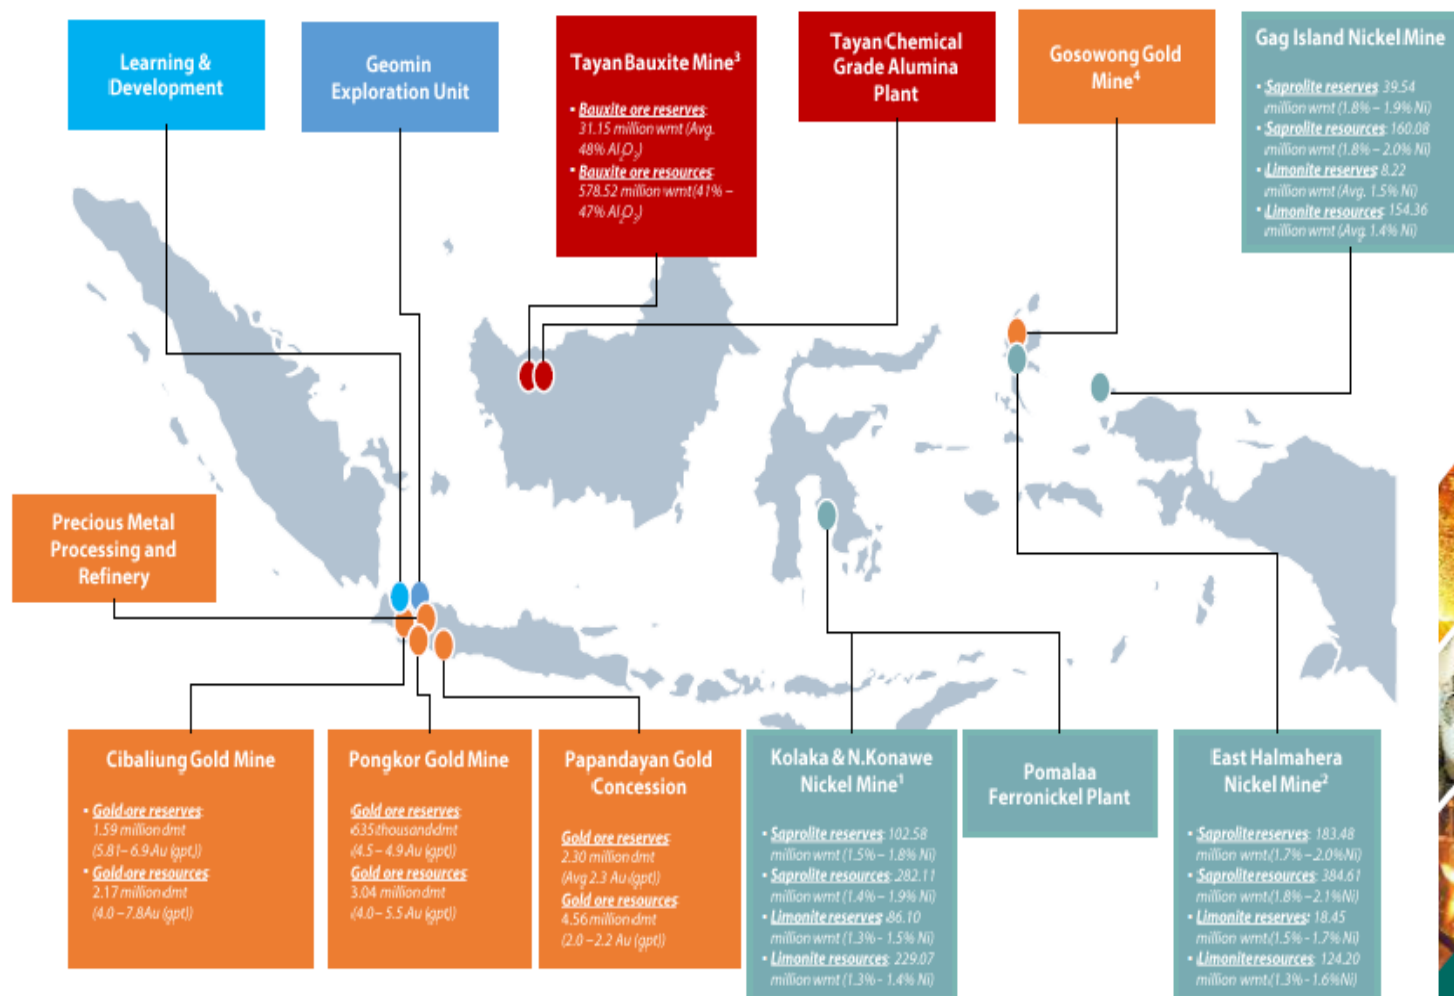 Learning &
Development
Geomin
Exploration Unit
Tayan Bauxite Mine³
▪ Bauxite ore reserves:
31.15 million wmt (Avg.
48% Al₂O₃)
▪ Bauxite ore resources:
578.52 million wmt (41% –
47% Al₂O₃)
Tayan Chemical
Grade Alumina
Plant
Gosowong Gold
Mine⁴
Gag Island Nickel Mine
▪ Saprolite reserves: 39.54
million wmt (1.8% – 1.9% Ni)
▪ Saprolite resources: 160.08
million wmt (1.8% – 2.0% Ni)
▪ Limonite reserves: 8.22
million wmt (Avg. 1.5% Ni)
▪ Limonite resources: 154.36
million wmt (Avg. 1.4% Ni)
Precious Metal
Processing and
Refinery
Cibaliung Gold Mine
▪ Gold ore reserves:
1.59 million dmt
(5.81 – 6.9 Au (gpt))
▪ Gold ore resources:
2.17 million dmt
(4.0 – 7.8 Au (gpt))
Pongkor Gold Mine
Gold ore reserves:
635 thousand dmt
(4.5 – 4.9 Au (gpt))
Gold ore resources:
3.04 million dmt
(4.0 – 5.5 Au (gpt))
Papandayan Gold
Concession
Gold ore reserves:
2.30 million dmt
(Avg 2.3 Au (gpt))
Gold ore resources:
4.56 million dmt
(2.0 – 2.2 Au (gpt))
Kolaka & N.Konawe
Nickel Mine¹
▪ Saprolite reserves: 102.58
million wmt (1.5% – 1.8% Ni)
▪ Saprolite resources: 282.11
million wmt (1.4% – 1.9% Ni)
▪ Limonite reserves: 86.10
million wmt (1.3% - 1.5% Ni)
▪ Limonite resources: 229.07
million wmt (1.3% - 1.4% Ni)
Pomalaa
Ferronickel Plant
East Halmahera
Nickel Mine²
▪ Saprolite reserves: 183.48
million wmt (1.7% – 2.0% Ni)
▪ Saprolite resources: 384.61
million wmt (1.8% – 2.1% Ni)
▪ Limonite reserves: 18.45
million wmt (1.5% - 1.7% Ni)
▪ Limonite resources: 124.20
million wmt (1.3% - 1.6% Ni)